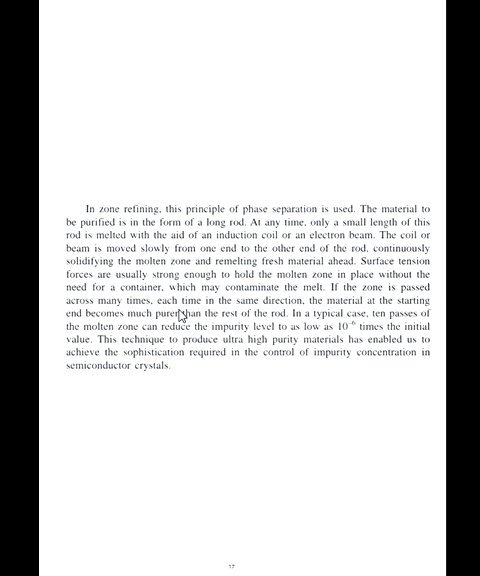 In zone refining, this principle of phase separation is used. The material to
be purified is in the form of a long rod. At any time, only a small length of this
rod is melted with the aid of an induction coil or an electron beam. The coil or
beam is moved slowly from one end to the other end of the rod, continuously
solidifying the molten zone and remelting fresh material ahead. Surface tension
forces are usually strong enough to hold the molten zone in place without the
need for a container, which may contaminate the melt. If the zone is passed
across many times, each time in the same direction, the material at the starting
end becomes much purer than the rest of the rod. In a typical case, ten passes of
the molten zone can reduce the impurity level to as low as 10⁻⁶ times the initial
value. This technique to produce ultra high purity materials has enabled us to
achieve the sophistication required in the control of impurity concentration in
semiconductor crystals.